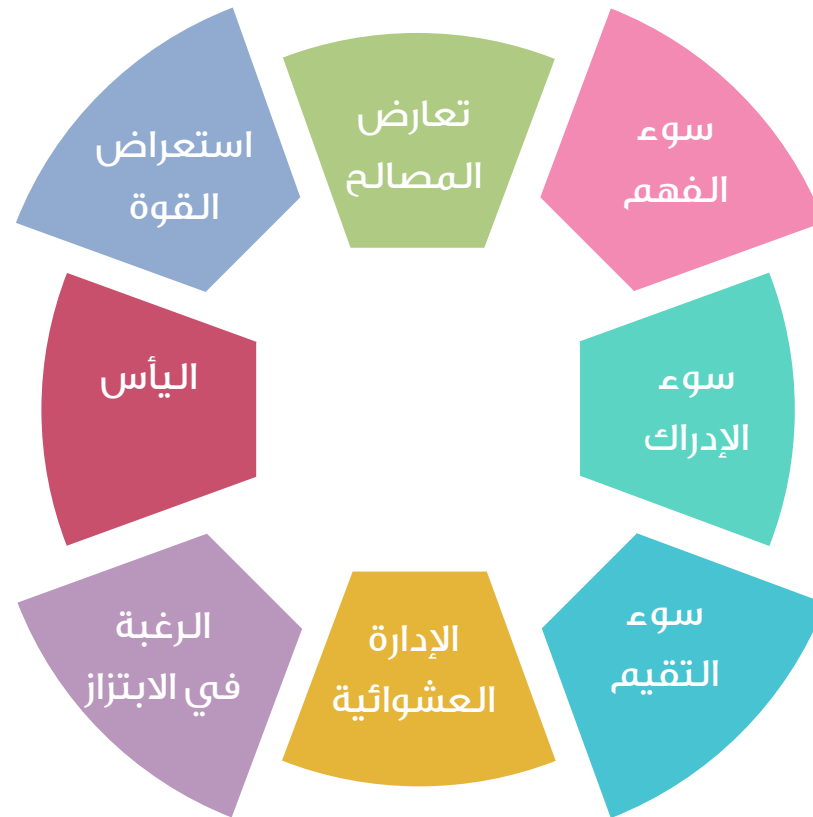 سوء
الفهم
سوء
الإدراك
سوء
التقيم
الإدارة
العشوائية
الرغبة
في الابتزاز
اليأس
استعراض
القوة
تعارض
المصالح